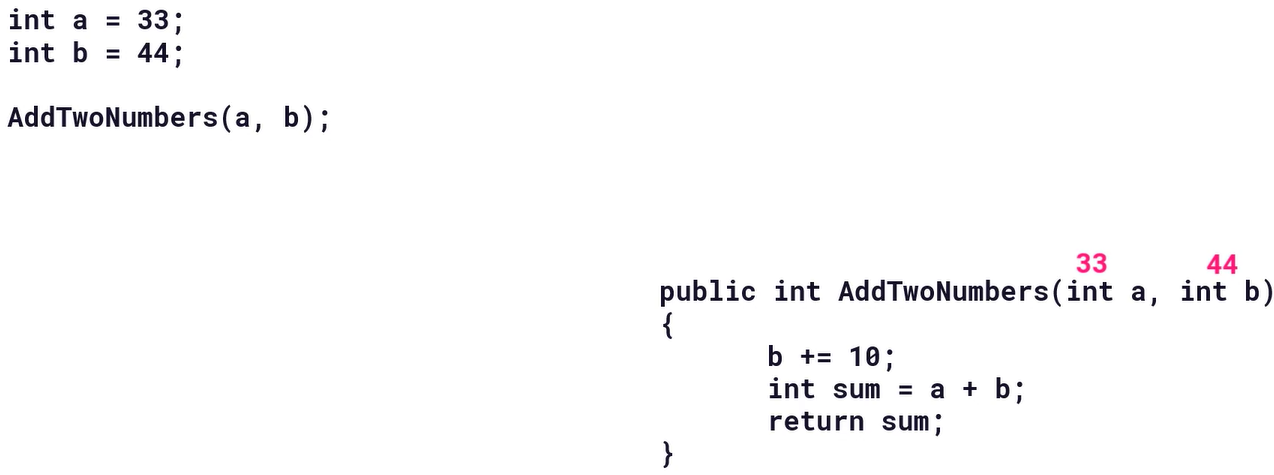 int a = 33;
int b = 44;
AddTwoNumbers(a, b);
33 44
public int AddTwoNumbers(int a, int b)
{
b += 10;
int sum = a + b;
return sum;
}